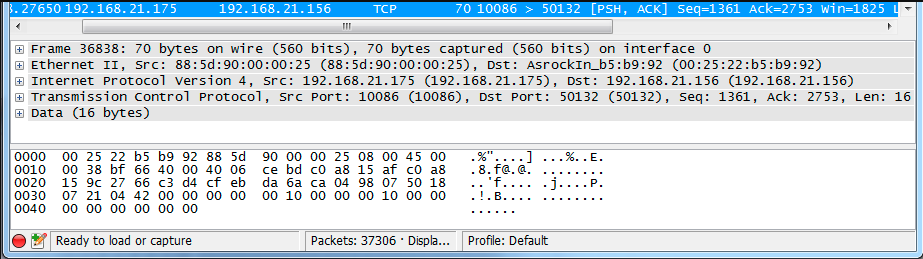 .27650 192.168.21.175 192.168.21.156 TCP 70 10086 > 50132 [PSH, ACK] Seq=1361 Ack=2753 Win=1825 L
Frame 36838: 70 bytes on wire (560 bits), 70 bytes captured (560 bits) on interface 0
Ethernet II, Src: 88:5d:90:00:00:25 (88:5d:90:00:00:25), Dst: AsrockIn_b5:b9:92 (00:25:22:b5:b9:92)
Internet Protocol Version 4, Src: 192.168.21.175 (192.168.21.175), Dst: 192.168.21.156 (192.168.21.156)
Transmission Control Protocol, Src Port: 10086 (10086), Dst Port: 50132 (50132), Seq: 1361, Ack: 2753, Len: 16
Data (16 bytes)
0000 00 25 22 b5 b9 92 88 5d 90 00 00 25 08 00 45 00 .%"....] ...%..E.
0010 00 38 bf 66 40 00 40 06 ce bd c0 a8 15 af c0 a8 .8.f@.@. ........
0020 15 9c 27 66 c3 d4 cf eb da 6a ca 04 98 07 50 18 ..'f.... .j....P.
0030 07 21 04 42 00 00 00 00 00 10 00 00 00 10 00 00 .!.B.... ........
0040 00 00 00 00 00 00 ......
Ready to load or capture Packets: 37306 · Displa... Profile: Default